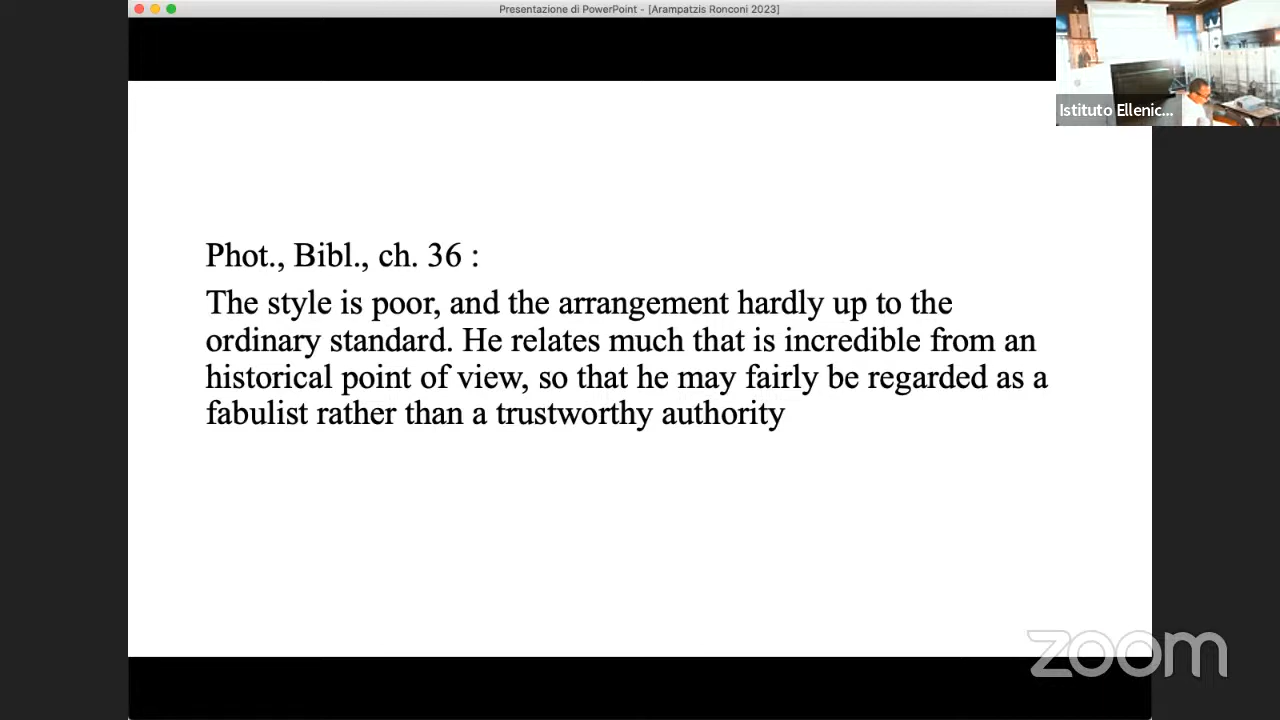 Presentazione di PowerPoint - [Arampatzis Ronconi 2023]
Istituto Ellenic...
Phot., Bibl., ch. 36 :
The style is poor, and the arrangement hardly up to the
ordinary standard. He relates much that is incredible from an
historical point of view, so that he may fairly be regarded as a
fabulist rather than a trustworthy authority
zoom